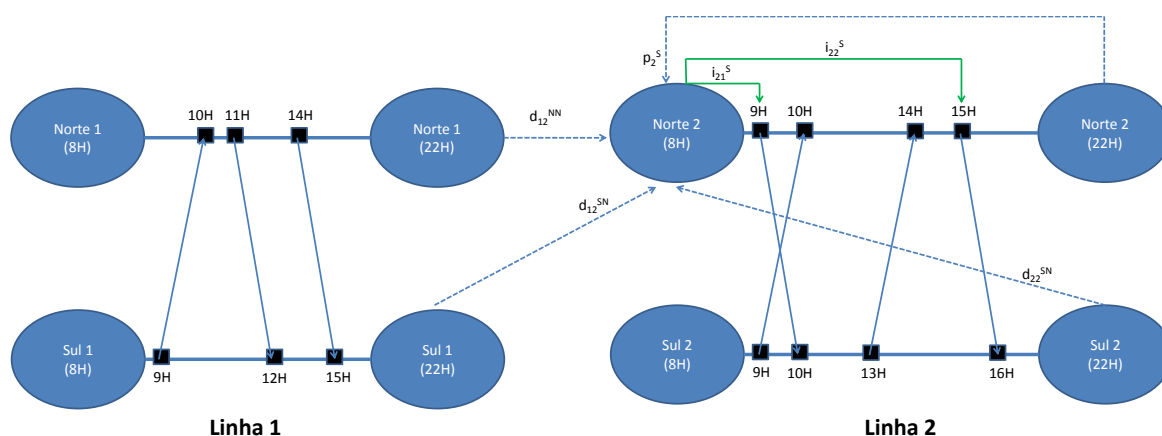 10H 11H 14H
Norte 1
(8H)
Norte 1
(22H)
9H 12H 15H
Sul 1
(8H)
Sul 1
(22H)
Linha 1
d₁₂ᴺᴺ
d₁₂ˢᴺ
p₂ˢ
i₂₂ˢ
i₂₁ˢ
9H 10H 14H 15H
Norte 2
(8H)
Norte 2
(22H)
d₂₂ˢᴺ
Sul 2
(8H)
Sul 2
(22H)
9H 10H 13H 16H
Linha 2